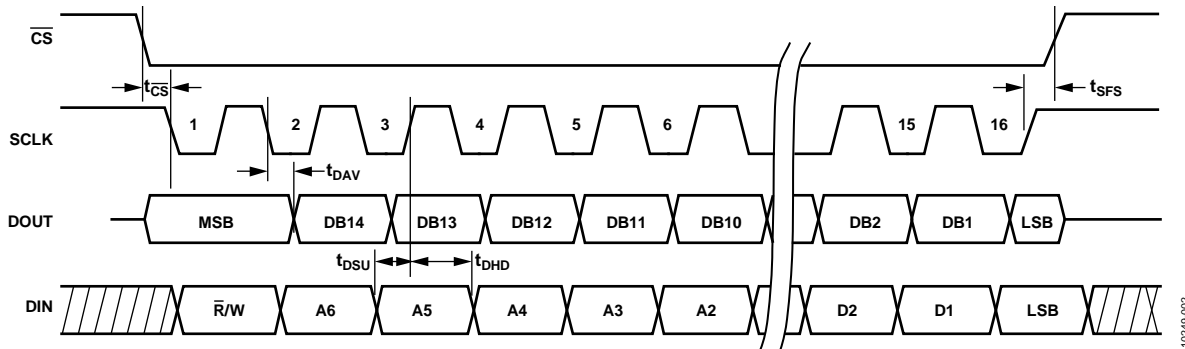 CS
tCS
tSFS
SCLK
1 2 3 4 5 6 15 16
tDAV
DOUT
MSB DB14 DB13 DB12 DB11 DB10 DB2 DB1 LSB
tDSU tDHD
DIN
R/W A6 A5 A4 A3 A2 D2 D1 LSB